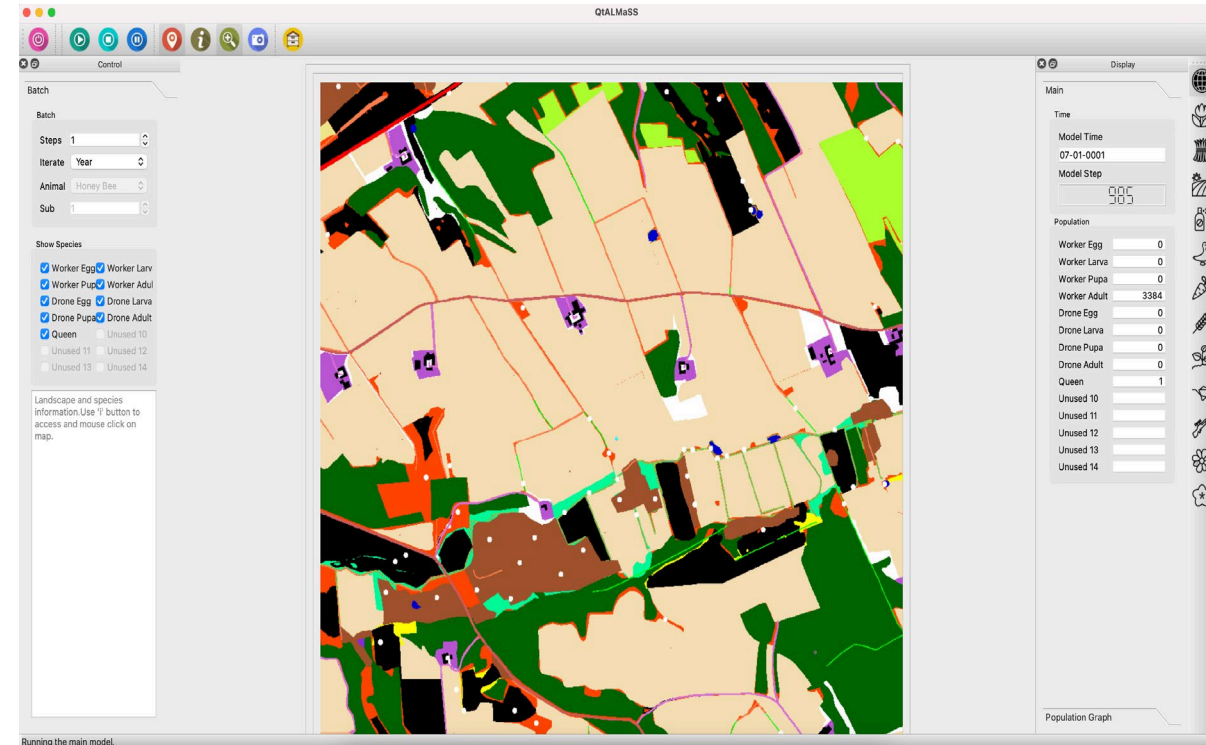 QtALMaSS
Control
Batch
Batch
Steps 1
Iterate Year
Animal Honey Bee
Sub 1
Show Species
Worker Egg Worker Larv
Worker Pup Worker Adul
Drone Egg Drone Larva
Drone Pupa Drone Adult
Queen Unused 10
Unused 11 Unused 12
Unused 13 Unused 14
Landscape and species
information.Use 'i' button to
access and mouse click on
map.
Running the main model.
Display
Main
Time
Model Time
07-01-0001
Model Step
985
Population
Worker Egg 0
Worker Larva 0
Worker Pupa 0
Worker Adult 3384
Drone Egg 0
Drone Larva 0
Drone Pupa 0
Drone Adult 0
Queen 1
Unused 10
Unused 11
Unused 12
Unused 13
Unused 14
Population Graph